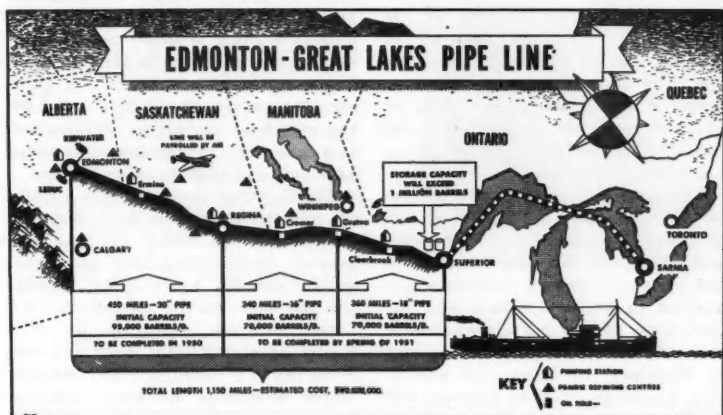 EDMONTON - GREAT LAKES PIPE LINE
ALBERTA
SASKATCHEWAN
MANITOBA
ONTARIO
QUEBEC
REDWATER
EDMONTON
LEDUC
CALGARY
LINE WILL BE
PATROLLED BY AIR
Ermine
REGINA
Cromer
WINNIPEG
Gretna
Clearbrook
STORAGE CAPACITY
WILL EXCEED
1 MILLION BARRELS
SUPERIOR
TORONTO
SARNIA
450 MILES—20" PIPE
INITIAL CAPACITY
95,000 BARRELS/D.
340 MILES—16" PIPE
INITIAL CAPACITY
70,000 BARRELS/D.
360 MILES—18" PIPE
INITIAL CAPACITY
70,000 BARRELS/D.
TO BE COMPLETED IN 1950
TO BE COMPLETED BY SPRING OF 1951
TOTAL LENGTH 1,150 MILES—ESTIMATED COST,
KEY
PUMPING STATION
PRAIRIE REFINING CENTRES
OIL FIELD—